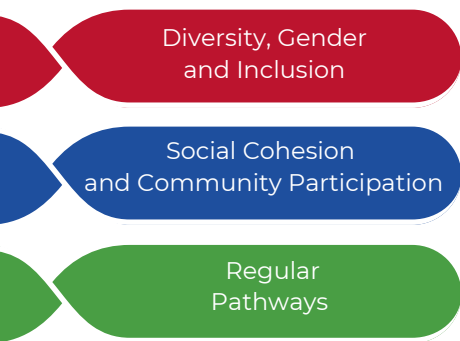 Diversity, Gender
and Inclusion
Social Cohesion
and Community Participation
Regular
Pathways